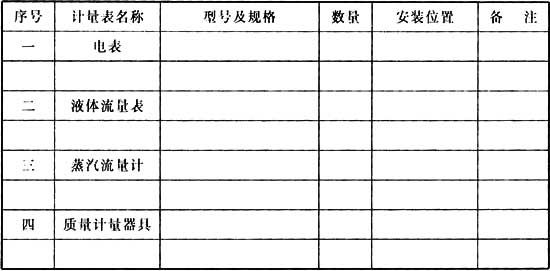 序号 计量表名称 型号及规格 数量 安装位置 备 注
一 电表
二 液体流量表
三 蒸汽流量计
四 质量计量器具